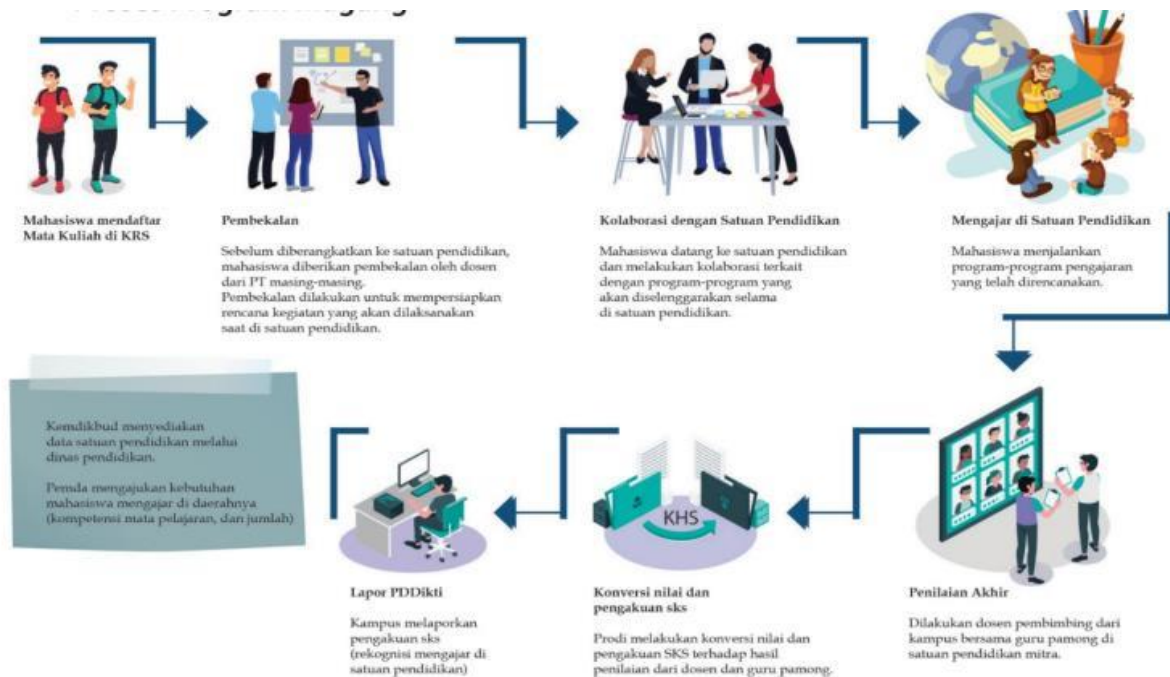 Mahasiswa mendaftar
Mata Kuliah di KRS
Pembekalan
Sebelum diberangkatkan ke satuan pendidikan,
mahasiswa diberikan pembekalan oleh dosen
dari PT masing-masing.
Pembekalan dilakukan untuk mempersiapkan
rencana kegiatan yang akan dilaksanakan
saat di satuan pendidikan.
Kolaborasi dengan Satuan Pendidikan
Mahasiswa datang ke satuan pendidikan
dan melakukan kolaborasi terkait
dengan program-program yang
akan diselenggarakan selama
di satuan pendidikan.
Mengajar di Satuan Pendidikan
Mahasiswa menjalankan
program-program pengajaran
yang telah direncanakan.
Penilaian Akhir
Dilakukan dosen pembimbing dari
kampus bersama guru pamong di
satuan pendidikan mitra.
KHS
Konversi nilai dan
pengakuan sks
Prodi melakukan konversi nilai dan
pengakuan SKS terhadap hasil
penilaian dari dosen dan guru pamong.
Lapor PDDikti
Kampus melaporkan
pengakuan sks
(rekognisi mengajar di
satuan pendidikan)
Kemdikbud menyediakan
data satuan pendidikan melalui
dinas pendidikan.
Pemda mengajukan kebutuhan
mahasiswa mengajar di daerahnya
(kompetensi mata pelajaran, dan jumlah)